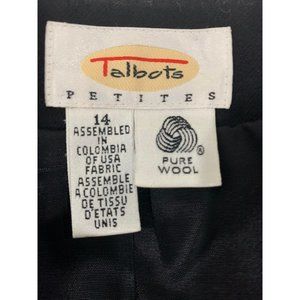 Talbots
PETITES
14
ASSEMBLED
IN
COLOMBIA
OF USA
FABRIC
ASSEMBLE
A COLOMBIE
DE TISSU
D'ETATS
UNIS
®
PURE
WOOL